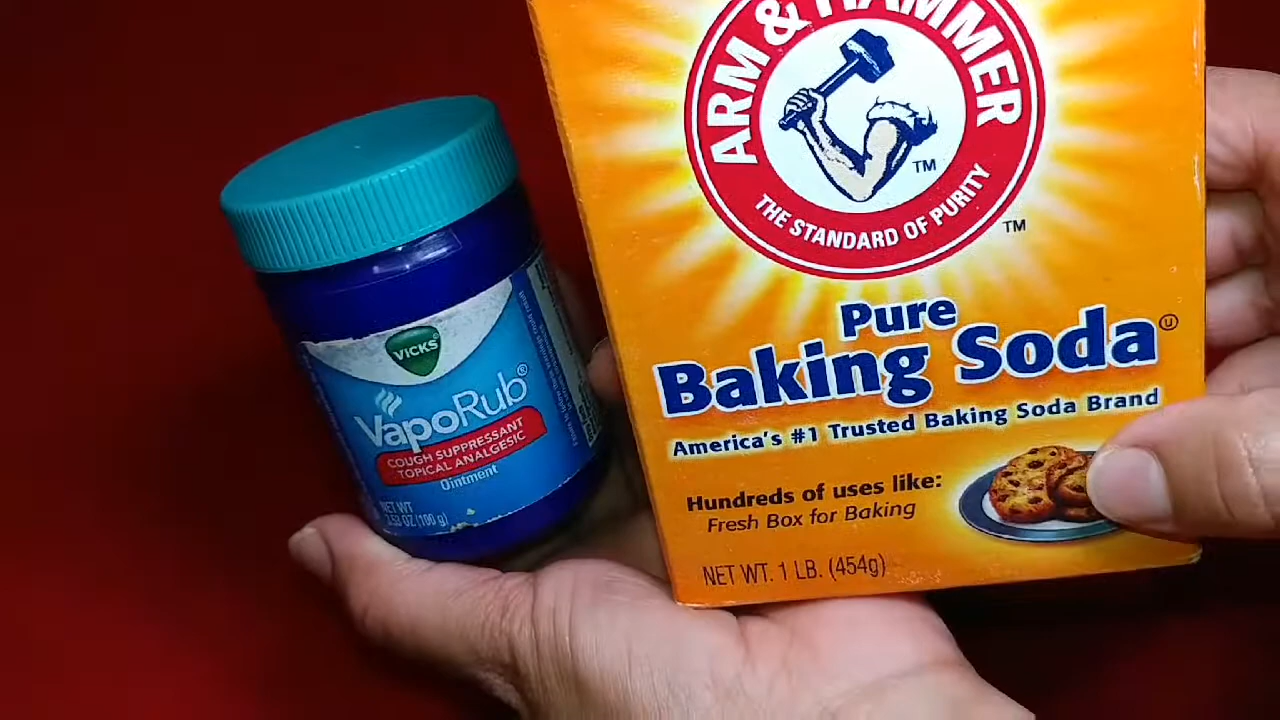 VICKS®
VapoRub®
COUGH SUPPRESSANT
TOPICAL ANALGESIC
Ointment
NET WT
(100 g)
ARM & HAMMER
THE STANDARD OF PURITY
TM
TM
Pure
Baking Soda
America's #1 Trusted Baking Soda Brand
Hundreds of uses like:
Fresh Box for Baking
NET WT. 1 LB. (454g)